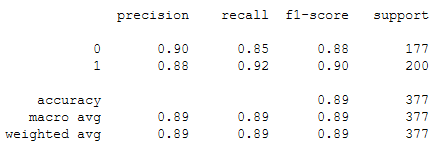 precision recall f1-score support
0 0.90 0.85 0.88 177
1 0.88 0.92 0.90 200
accuracy 0.89 377
macro avg 0.89 0.89 0.89 377
weighted avg 0.89 0.89 0.89 377